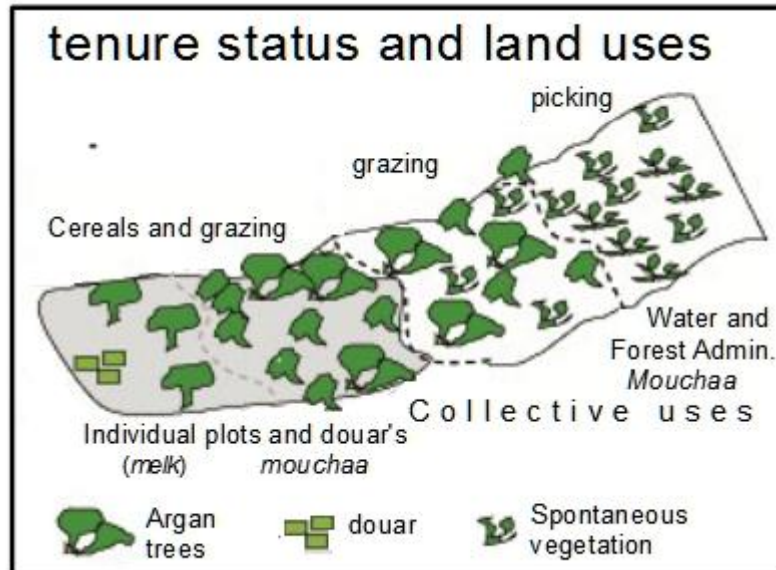 tenure status and land uses
picking
grazing
Cereals and grazing
Water and
Forest Admin.
Mouchaa
Collective uses
Individual plots and douar's
(melk) mouchaa
Argan
trees
douar
Spontaneous
vegetation